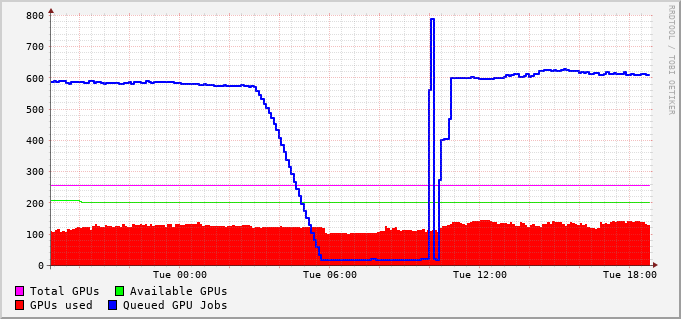 800
700
600
500
400
300
200
100
0
Tue 00:00 Tue 06:00 Tue 12:00 Tue 18:00
Total GPUs Available GPUs
GPUs used Queued GPU Jobs
RRDTOOL / TOBI OETIKER